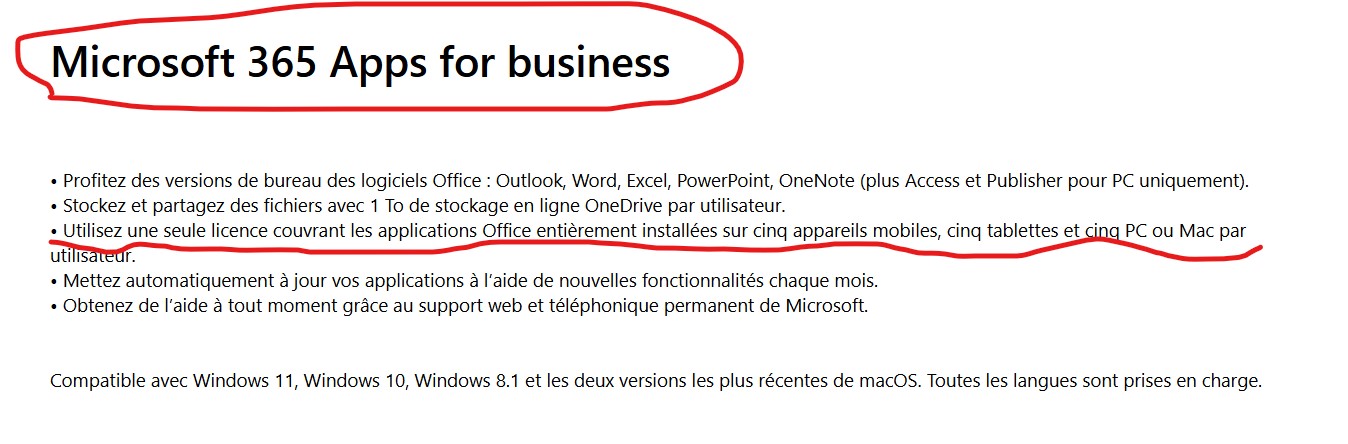 Microsoft 365 Apps for business
• Profitez des versions de bureau des logiciels Office : Outlook, Word, Excel, PowerPoint, OneNote (plus Access et Publisher pour PC uniquement).
• Stockez et partagez des fichiers avec 1 To de stockage en ligne OneDrive par utilisateur.
• Utilisez une seule licence couvrant les applications Office entièrement installées sur cinq appareils mobiles, cinq tablettes et cinq PC ou Mac par
utilisateur.
• Mettez automatiquement à jour vos applications à l’aide de nouvelles fonctionnalités chaque mois.
• Obtenez de l’aide à tout moment grâce au support web et téléphonique permanent de Microsoft.
Compatible avec Windows 11, Windows 10, Windows 8.1 et les deux versions les plus récentes de macOS. Toutes les langues sont prises en charge.